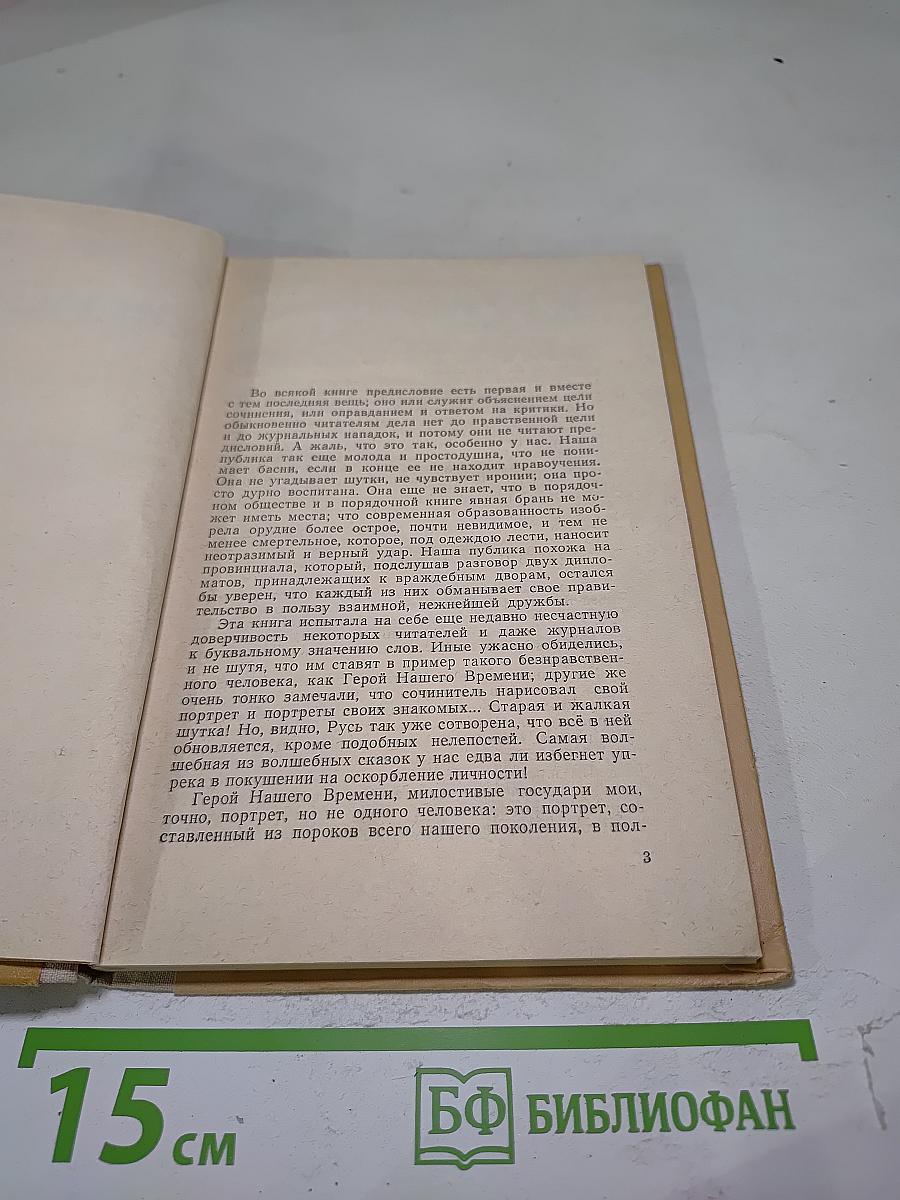 Во всякой книге предисловие есть первая и вместе
с тем последняя вещь; оно или служит объяснением цели
сочинения, или оправданием и ответом на критики. Но
обыкновенно читателям дела нет до нравственной цели
и до журнальных нападок, и потому они не читают пре-
дисловий. А жаль, что это так, особенно у нас. Наша
публика так еще молода и простодушна, что не пони-
мает басни, если в конце ее не находит нравоучения.
Она не угадывает шутки, не чувствует иронии; она про-
сто дурно воспитана. Она еще не знает, что в порядоч-
ном обществе и в порядочной книге явная брань не мо-
жет иметь места; что современная образованность изоб-
рела орудие более острое, почти невидимое, и тем не
менее смертельное, которое, под одеждою лести, наносит
неотразимый и верный удар. Наша публика похожа на
провинциала, который, подслушав разговор двух дипло-
матов, принадлежащих к враждебным дворам, остался
бы уверен, что каждый из них обманывает свое прави-
тельство в пользу взаимной, нежнейшей дружбы.
Эта книга испытала на себе еще недавно несчастную
доверчивость некоторых читателей и даже журналов
к буквальному значению слов. Иные ужасно обиделись,
и не шутя, что им ставят в пример такого безнравствен-
ного человека, как Герой Нашего Времени; другие же
очень тонко замечали, что сочинитель нарисовал свой
портрет и портреты своих знакомых... Старая и жалкая
шутка! Но, видно, Русь так уже сотворена, что всё в ней
обновляется, кроме подобных нелепостей. Самая вол-
шебная из волшебных сказок у нас едва ли избегнет уп-
река в покушении на оскорбление личности!
Герой Нашего Времени, милостивые государи мои,
точно, портрет, но не одного человека: это портрет, со-
ставленный из пороков всего нашего поколения, в пол-
3
15 см
БФ БИБЛИОФАН